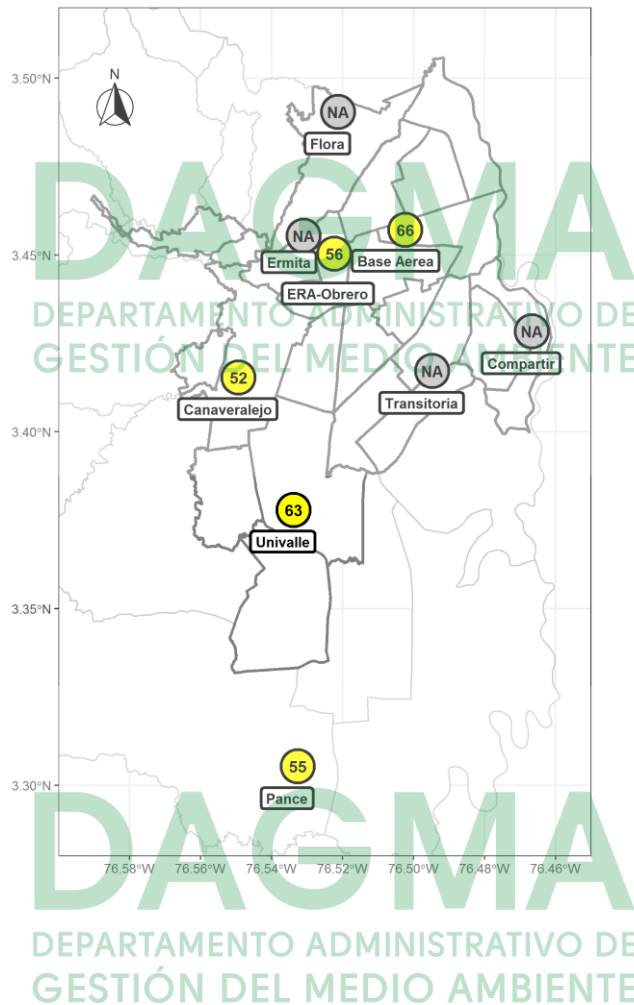 3.50°N
N
NA
Flora
DAGMA
NA
66
3.45°N
56
Ermita
Base Aerea
ERA-Obrero
DEPARTAMENTO ADMINISTRATIVO DE
NA
GESTIÓN DEL MEDIO AMBIENTE
Compartir
52
NA
Canaveralejo
Transitoria
3.40°N
63
Univalle
3.35°N
55
3.30°N
Pance
DAGMA
76.58°W 76.56°W 76.54°W 76.52°W 76.50°W 76.48°W 76.46°W
DEPARTAMENTO ADMINISTRATIVO DE
GESTIÓN DEL MEDIO AMBIENTE